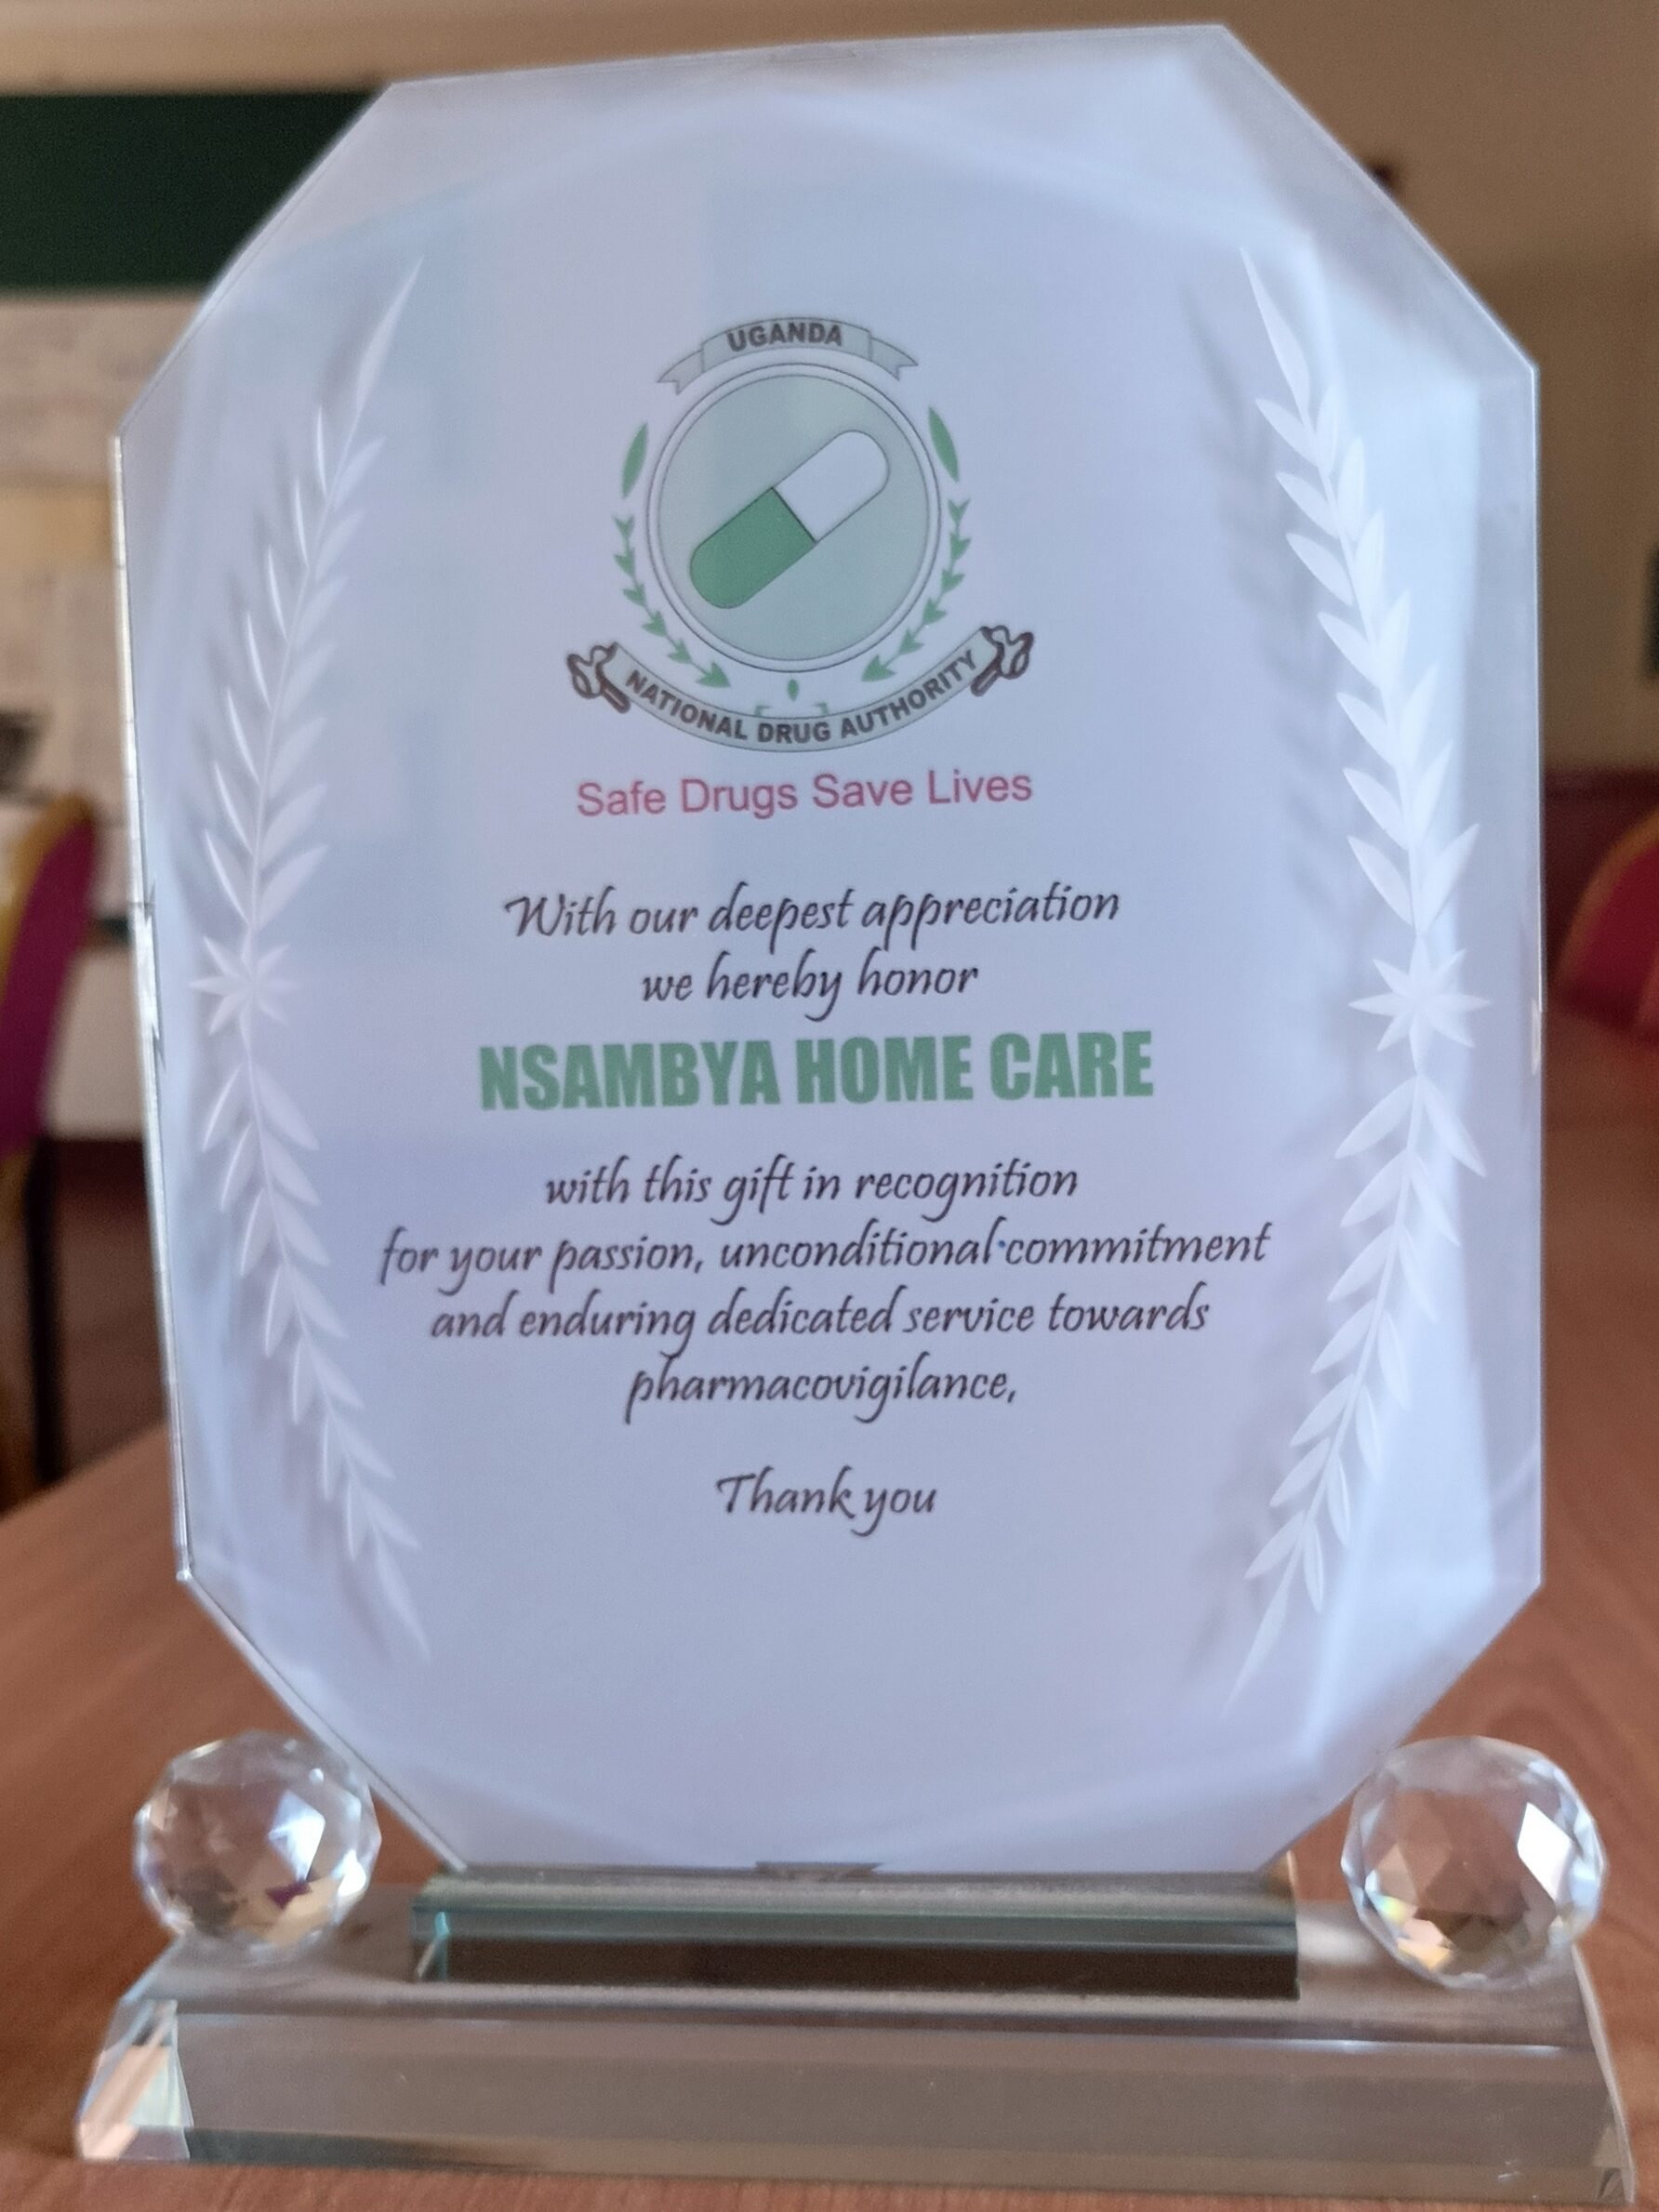 UGANDA
NATIONAL DRUG AUTHORITY
Safe Drugs Save Lives
With our deepest appreciation
we hereby honor
NSAMBYA HOME CARE
with this gift in recognition
for your passion, unconditional commitment
and enduring dedicated service towards
pharmacovigilance,
Thank you